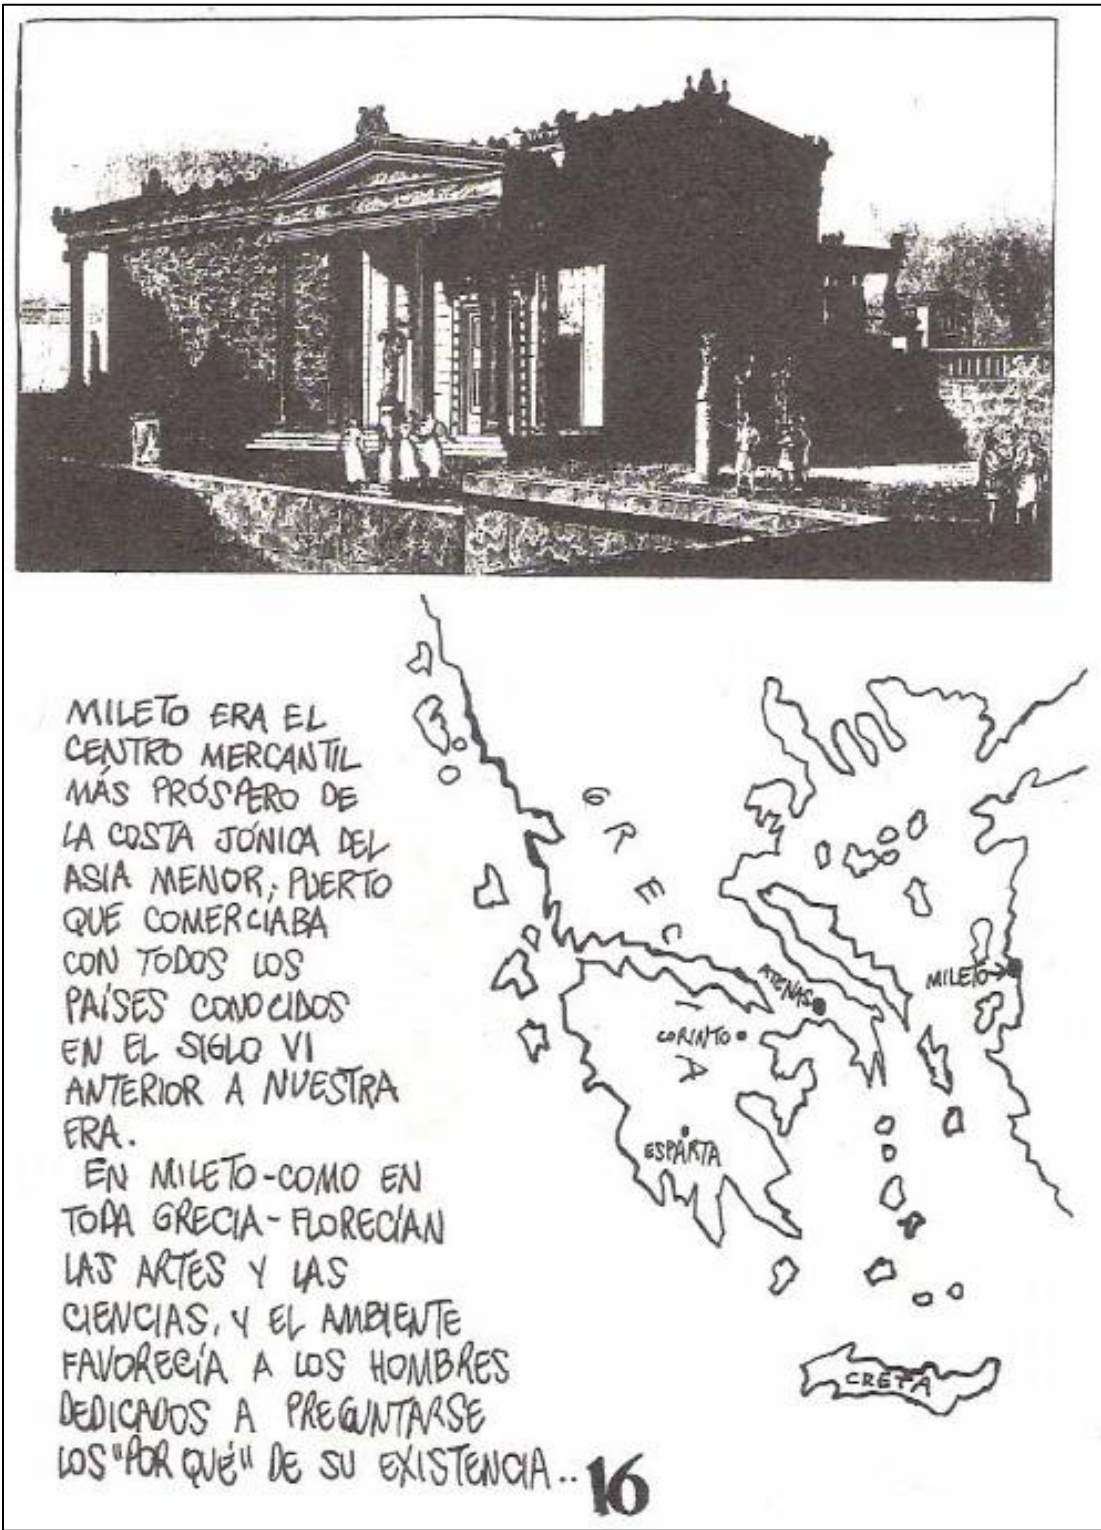 MILETO ERA EL
CENTRO MERCANTIL
MÁS PRÓSPERO DE
LA COSTA JÓNICA DEL
ASIA MENOR, PUERTO
QUE COMERCIABA
CON TODOS LOS
PAÍSES CONOCIDOS
EN EL SIGLO VI
ANTERIOR A NUESTRA
ERA.
EN MILETO-COMO EN
TODA GRECIA-FLORECÍAN
LAS ARTES Y LAS
CIENCIAS, Y EL AMBIENTE
FAVORECÍA A LOS HOMBRES
DEDICADOS A PREGUNTARSE
LOS "POR QUÉ" DE SU EXISTENCIA..
16
GRECIA
ATENAS
MILETO
CORINTO
ESPARTA
CRETA